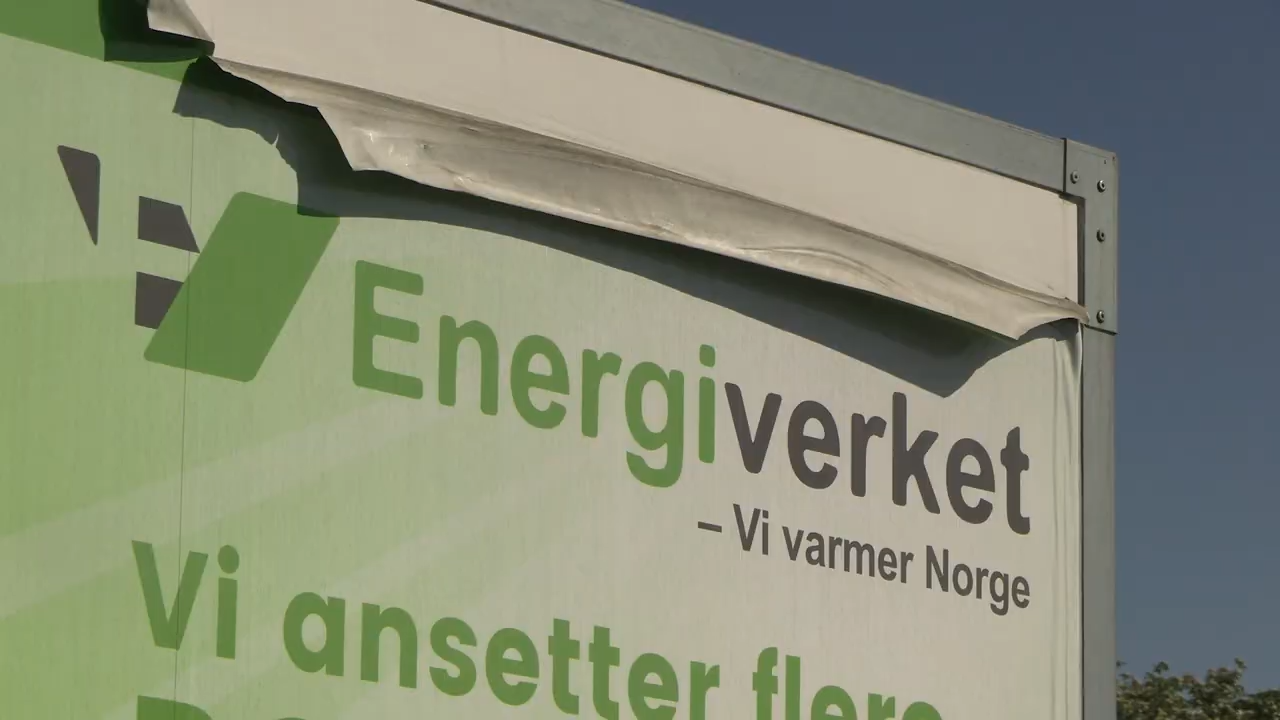 Energiverket
– Vi varmer Norge
Vi ansetter flere